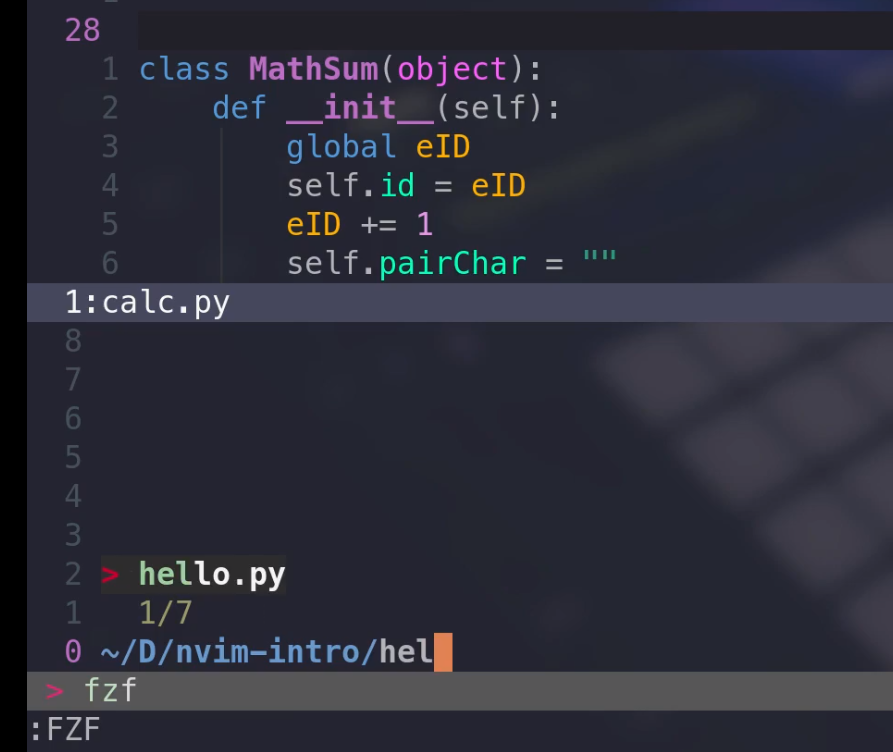 28
1 class MathSum(object):
2 def __init__(self):
3 global eID
4 self.id = eID
5 eID += 1
6 self.pairChar = ""
1:calc.py
8
7
6
5
4
3
2 > hello.py
1 1/7
0 ~/D/nvim-intro/hel
> fzf
:FZF